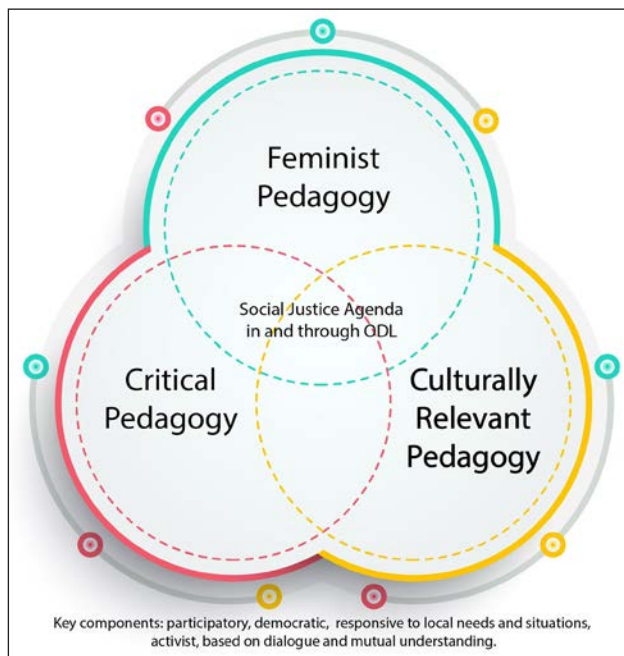 Feminist
Pedagogy
Social Justice Agenda
in and through ODL
Critical
Pedagogy
Culturally
Relevant
Pedagogy
Key components: participatory, democratic, responsive to local needs and situations,
activist, based on dialogue and mutual understanding.